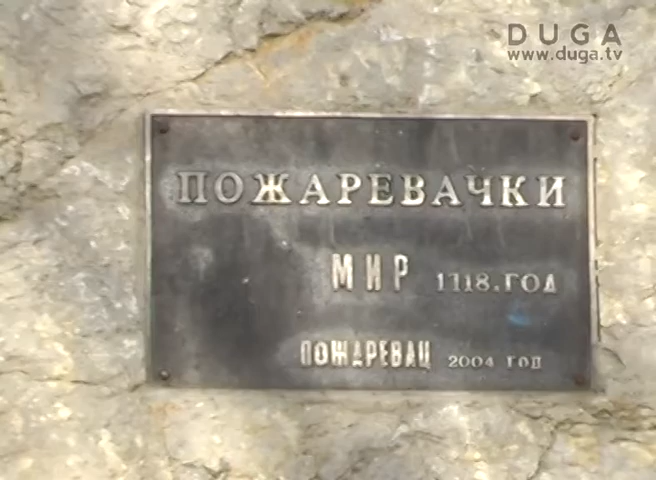 DUGA
www.duga.tv
ПОЖАРЕВАЧКИ
МИР 1718.ГОД
ПОЖАРЕВАЦ 2004 ГОД